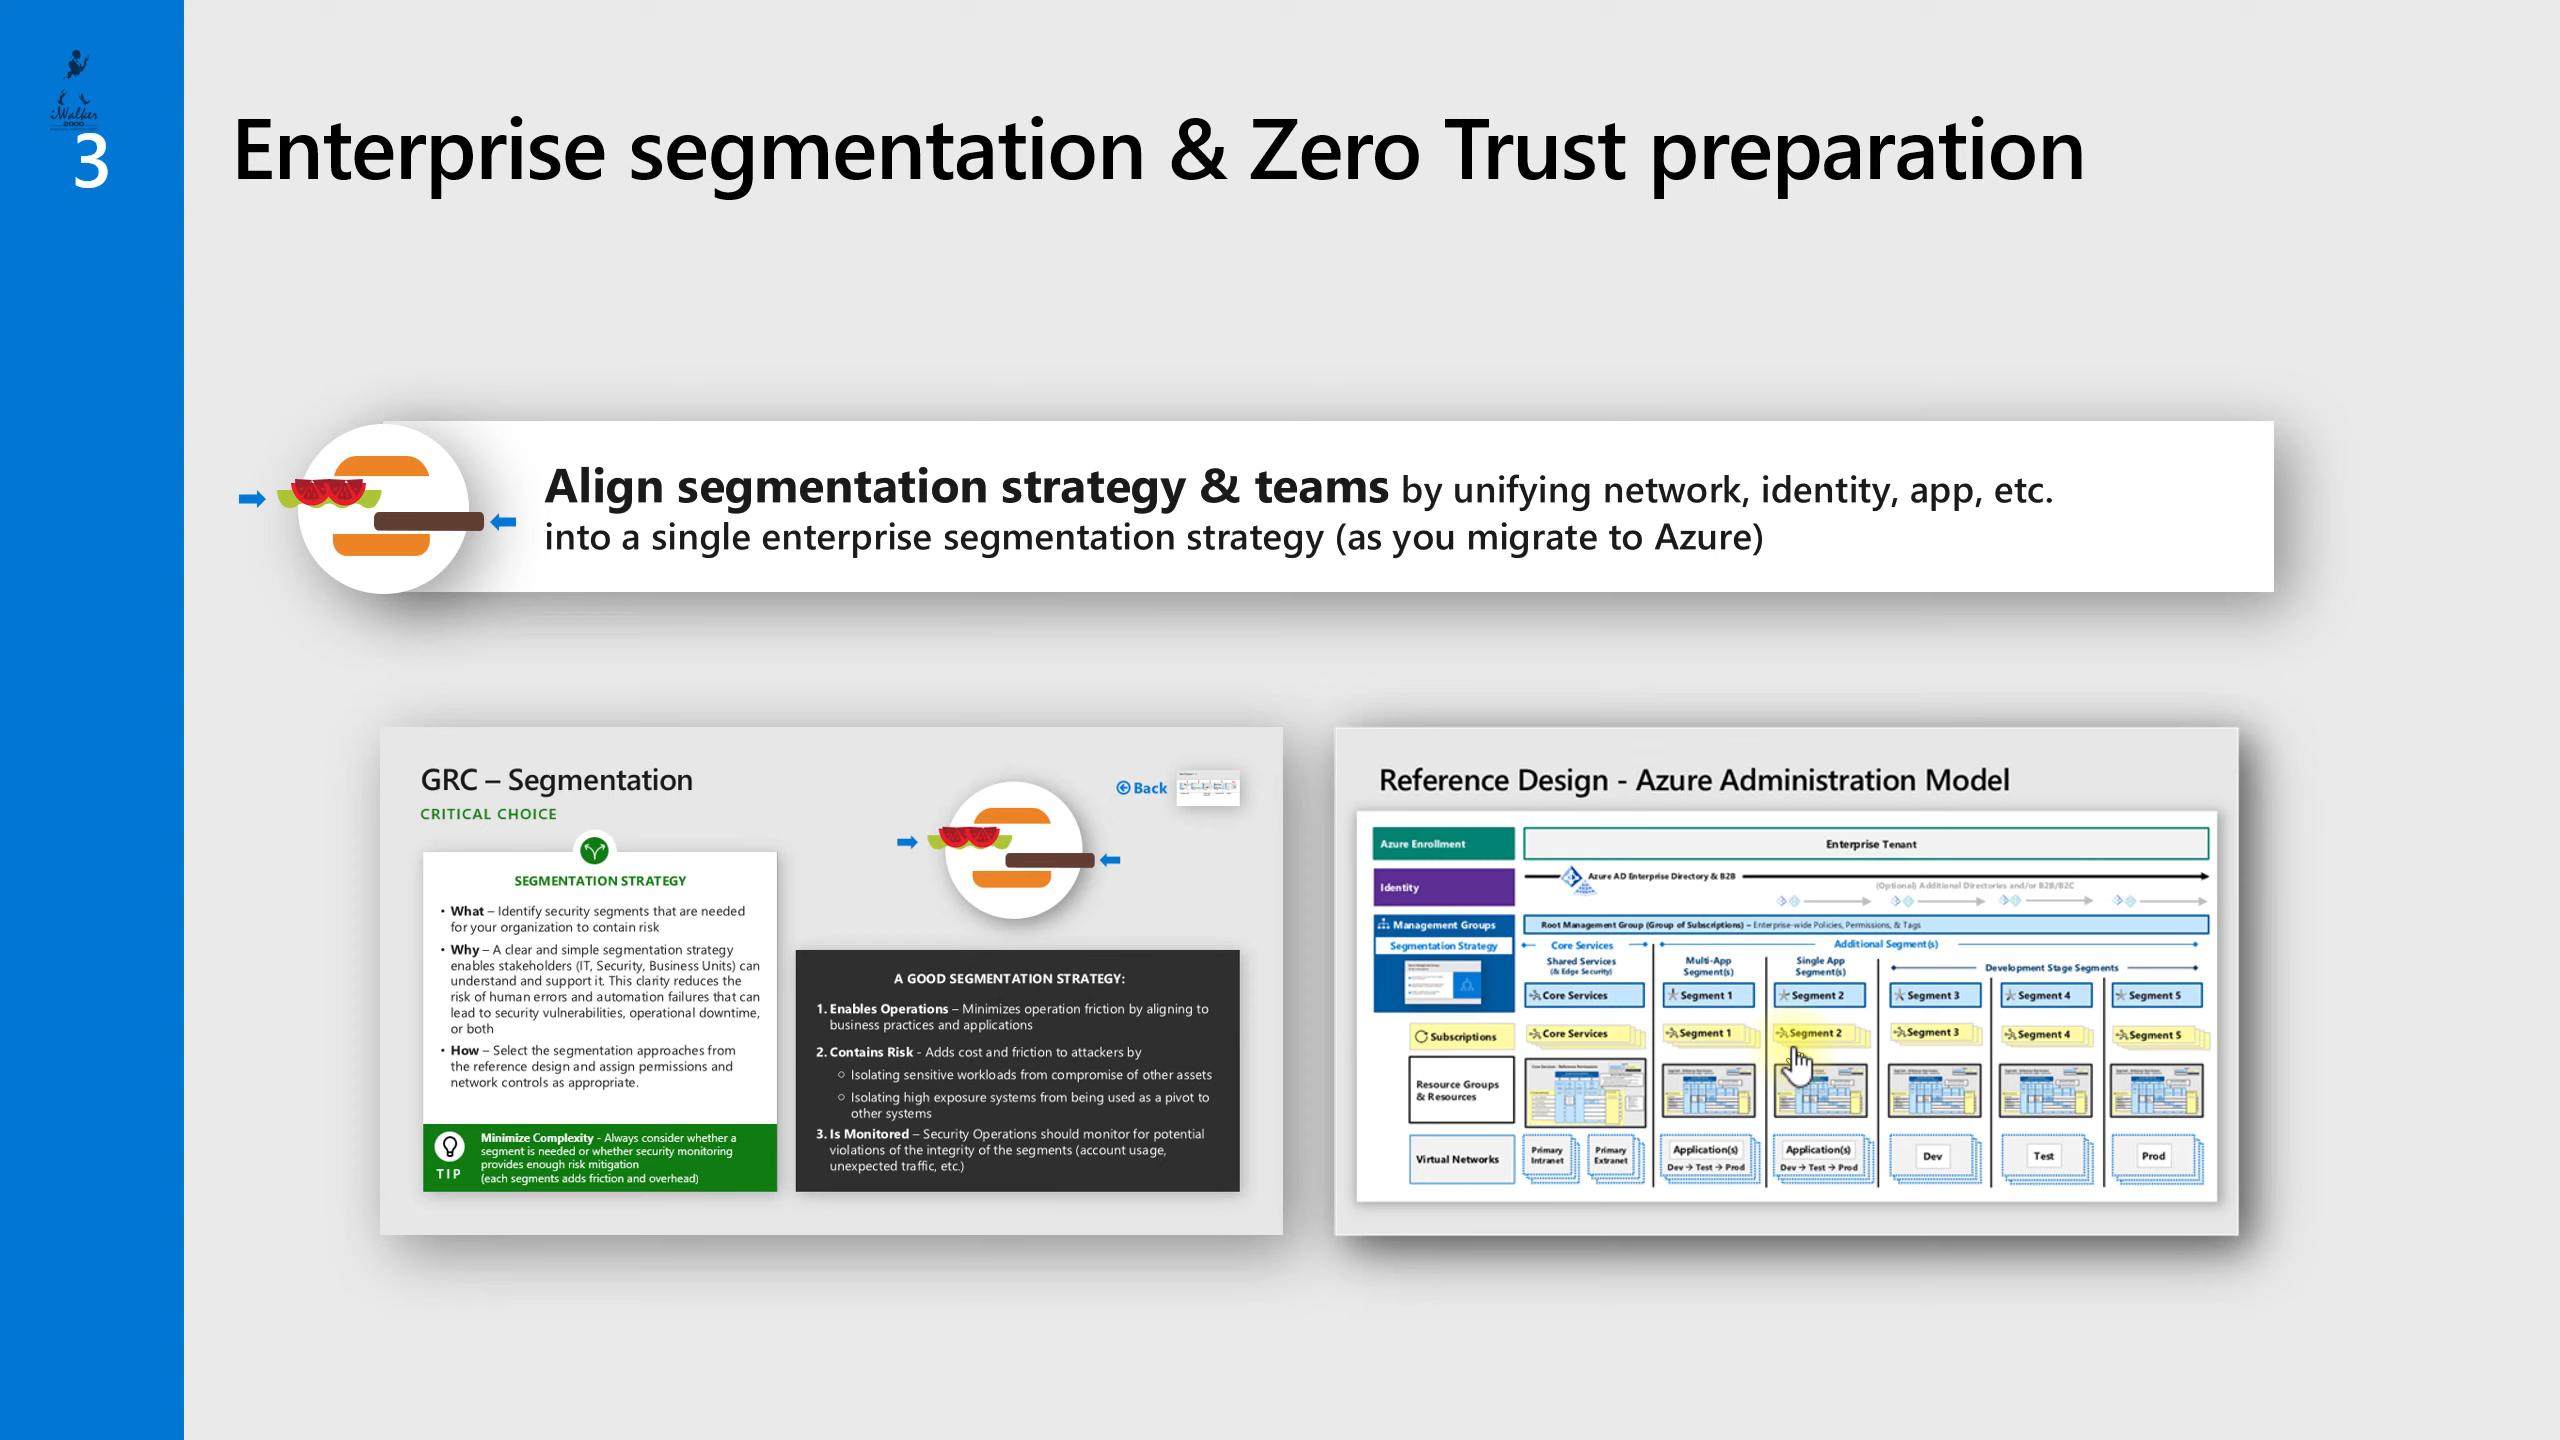 iWalker
2000
3
Enterprise segmentation & Zero Trust preparation
Align segmentation strategy & teams by unifying network, identity, app, etc.
into a single enterprise segmentation strategy (as you migrate to Azure)
GRC – Segmentation
CRITICAL CHOICE
Back
SEGMENTATION STRATEGY
• What – Identify security segments that are needed
for your organization to contain risk
• Why – A clear and simple segmentation strategy
enables stakeholders (IT, Security, Business Units) can
understand and support it. This clarity reduces the
risk of human errors and automation failures that can
lead to security vulnerabilities, operational downtime,
or both
• How – Select the segmentation approaches from
the reference design and assign permissions and
network controls as appropriate.
TIP
Minimize Complexity - Always consider whether a
segment is needed or whether security monitoring
provides enough risk mitigation
(each segments adds friction and overhead)
A GOOD SEGMENTATION STRATEGY:
1. Enables Operations – Minimizes operation friction by aligning to
business practices and applications
2. Contains Risk - Adds cost and friction to attackers by
○ Isolating sensitive workloads from compromise of other assets
○ Isolating high exposure systems from being used as a pivot to
other systems
3. Is Monitored – Security Operations should monitor for potential
violations of the integrity of the segments (account usage,
unexpected traffic, etc.)
Reference Design - Azure Administration Model
Azure Enrollment
Enterprise Tenant
Identity
Azure AD Enterprise Directory & B2B
(Optional) Additional Directories and/or B2B/B2C
Management Groups
Root Management Group (Group of Subscriptions) – Enterprise-wide Policies, Permissions, & Tags
Segmentation Strategy
Core Services
Additional Segment(s)
Shared Services
(& Edge Security)
Multi-App
Segment(s)
Single App
Segment(s)
Development Stage Segments
Core Services
Segment 1
Segment 2
Segment 3
Segment 4
Segment 5
Subscriptions
Core Services
Segment 1
Segment 2
Segment 3
Segment 4
Segment 5
Resource Groups
& Resources
Virtual Networks
Primary
Intranet
Primary
Extranet
Application(s)
Dev → Test → Prod
Application(s)
Dev → Test → Prod
Dev
Test
Prod